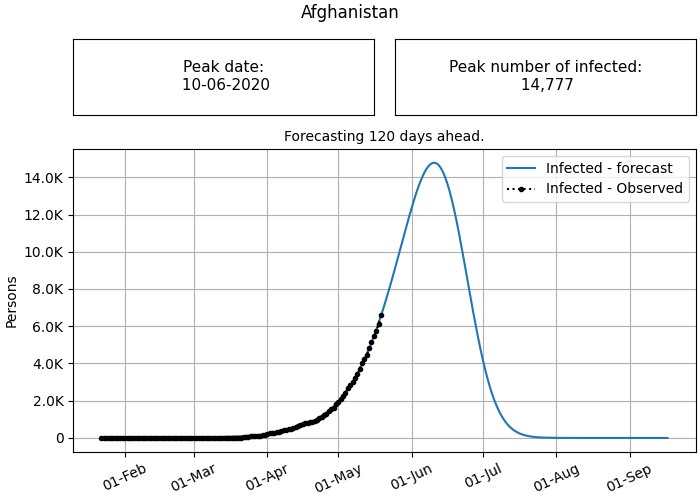 Afghanistan
Peak date:
10-06-2020
Peak number of infected:
14,777
Forecasting 120 days ahead.
Infected - forecast
Infected - Observed
14.0K
12.0K
10.0K
8.0K
6.0K
4.0K
2.0K
0
Persons
01-Feb
01-Mar
01-Apr
01-May
01-Jun
01-Jul
01-Aug
01-Sep